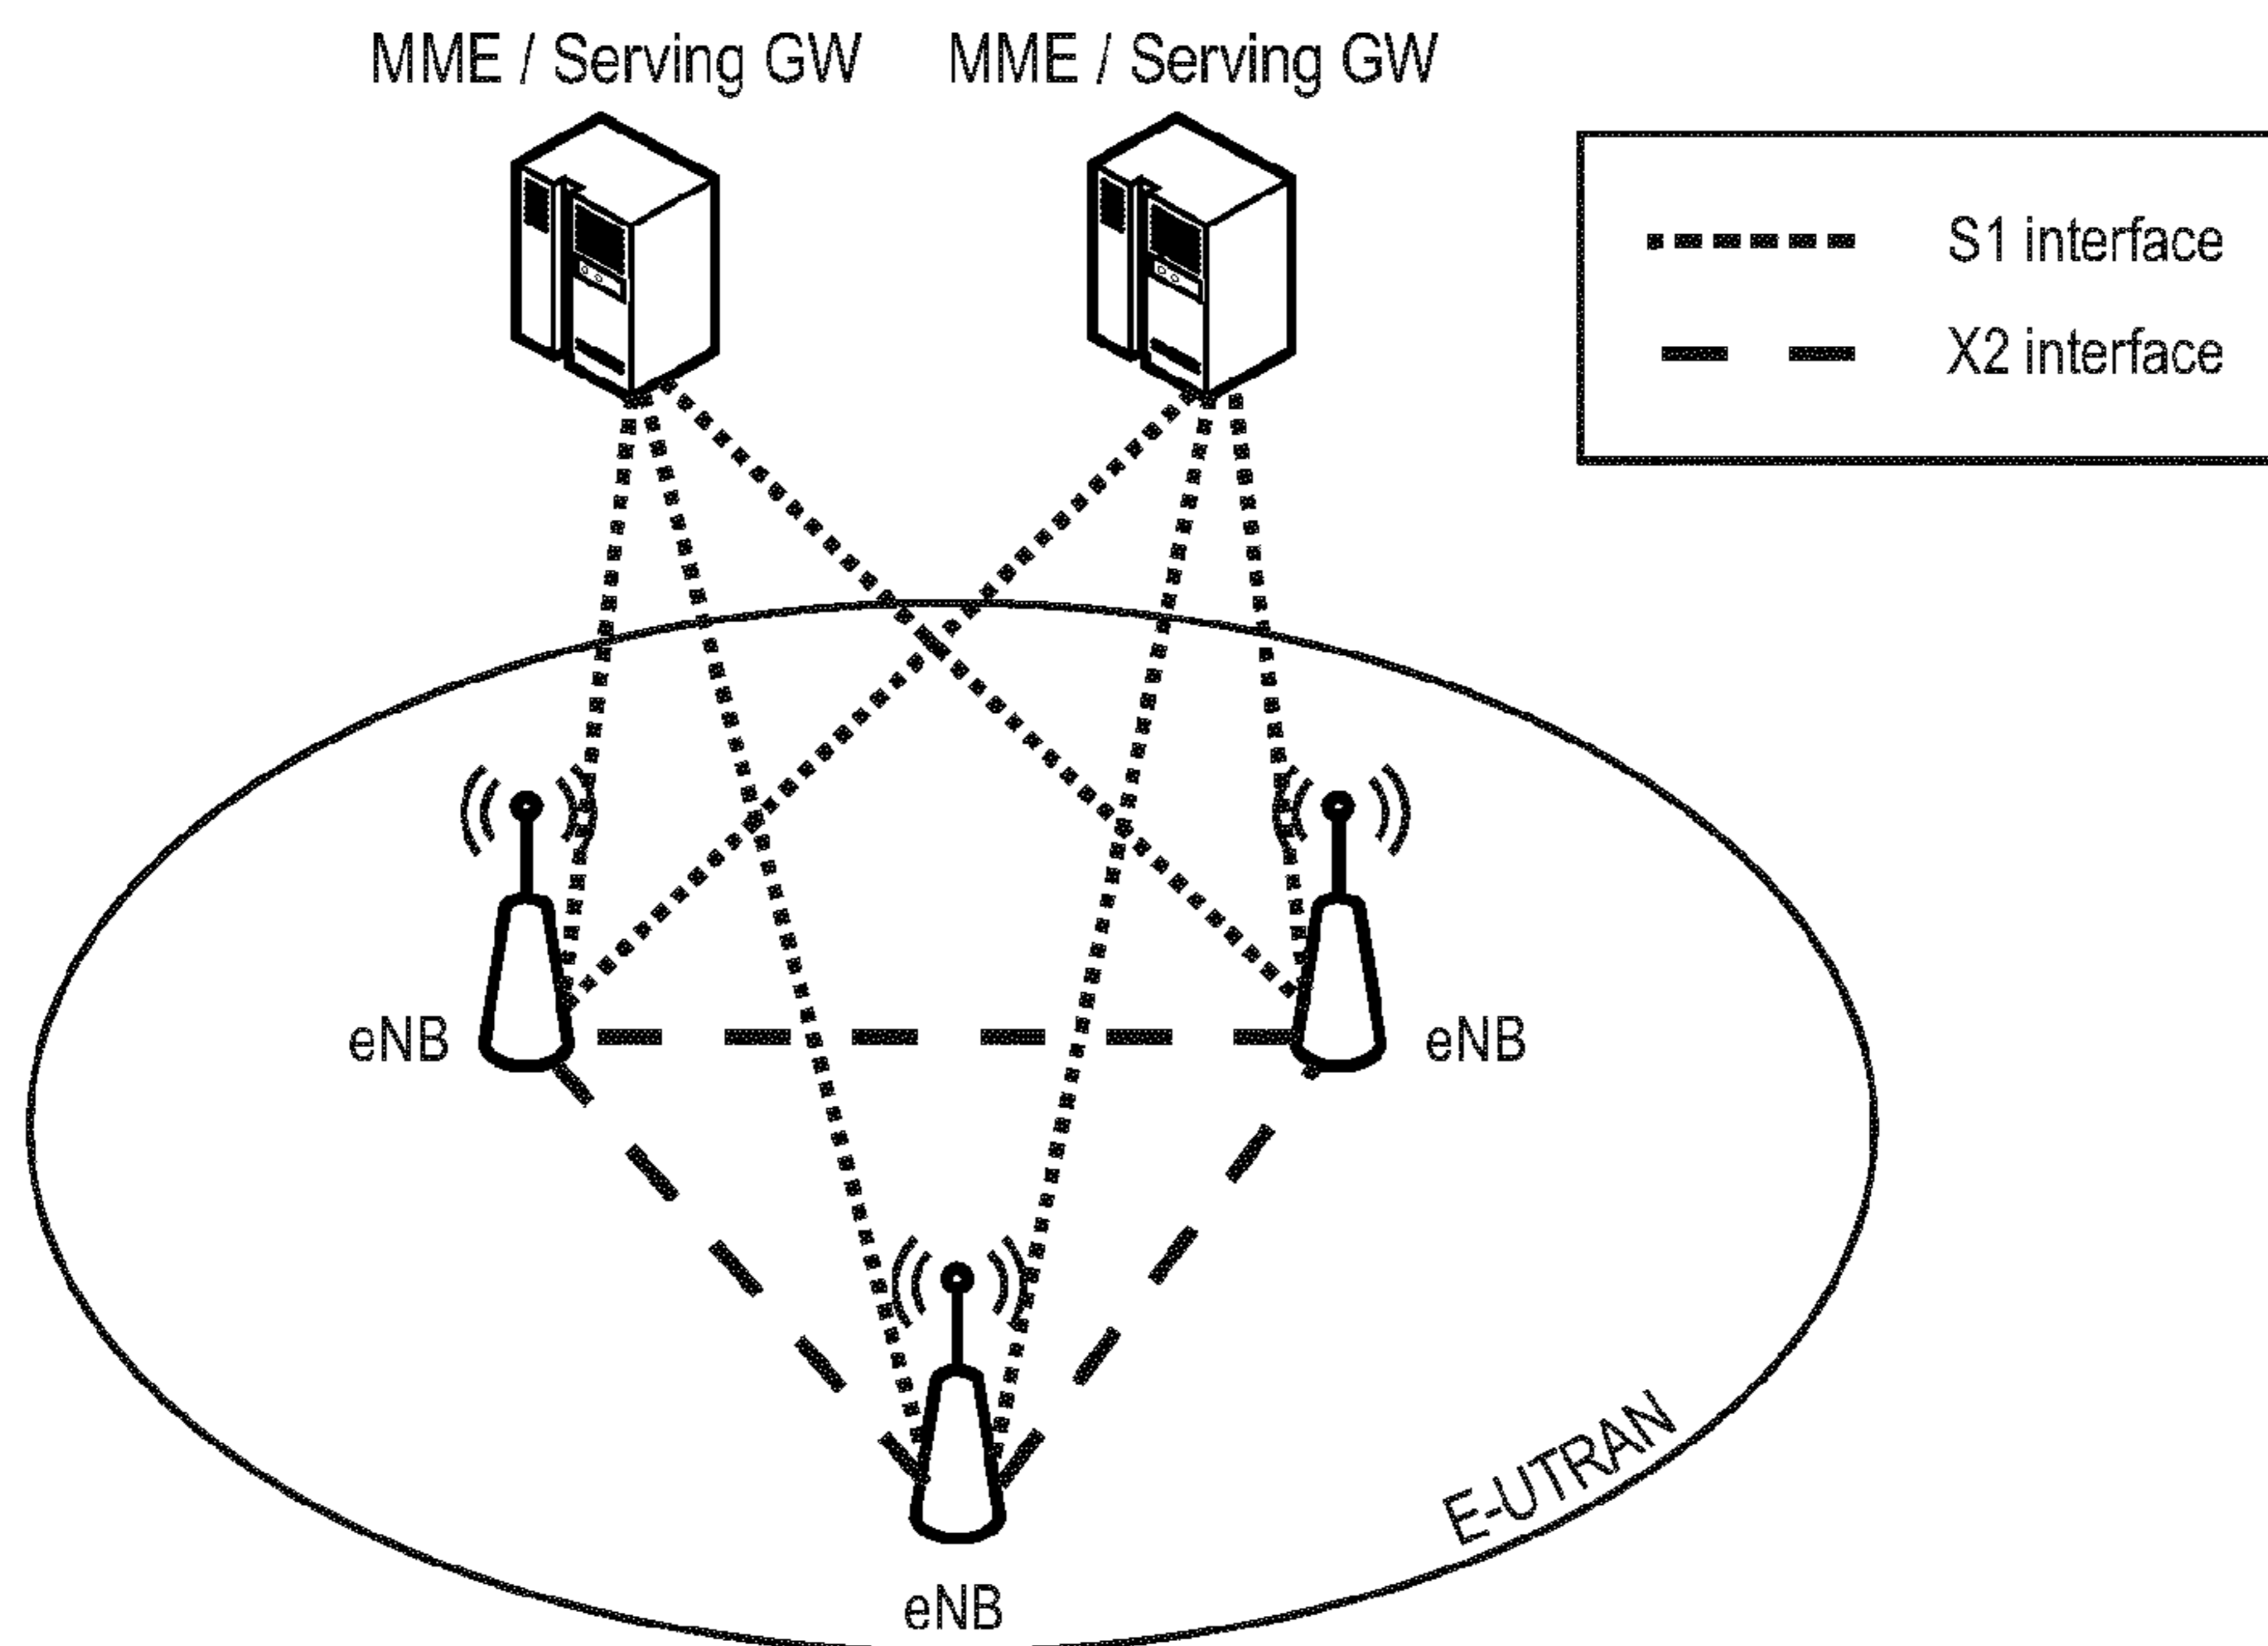 MME / Serving GW
MME / Serving GW
S1 interface
X2 interface
eNB
eNB
E-UTRAN
eNB